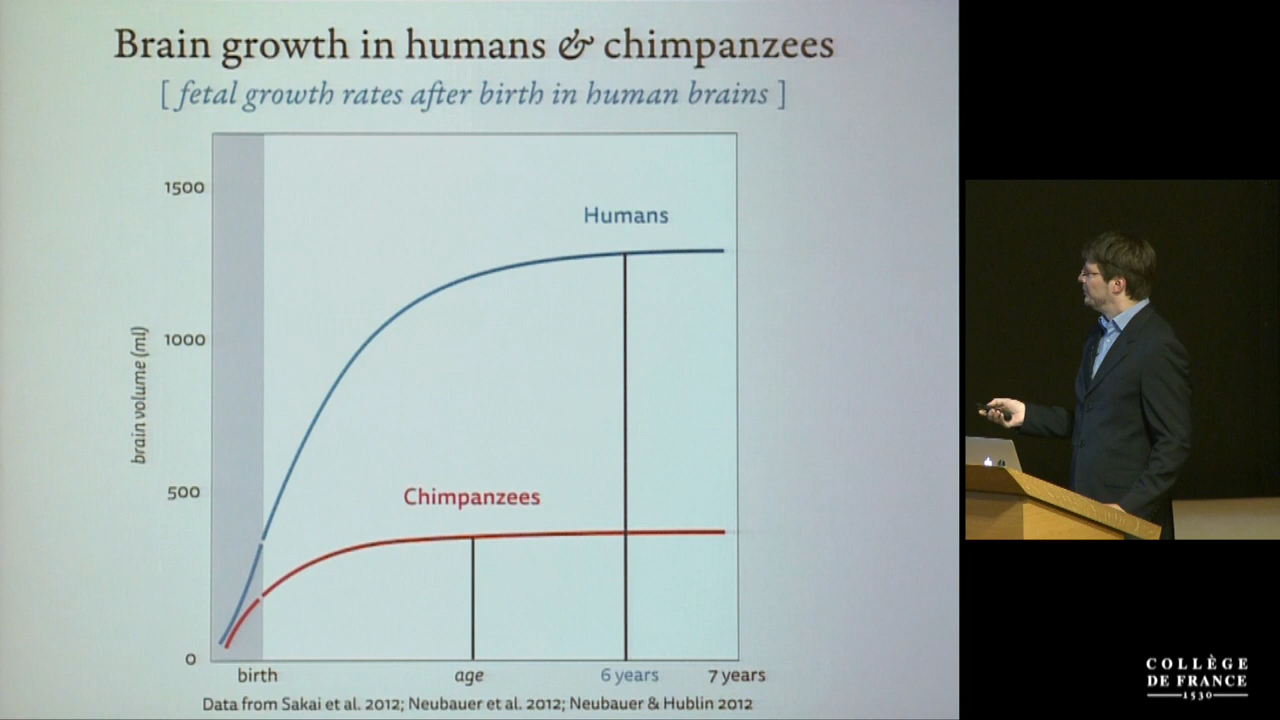 Brain growth in humans & chimpanzees
[ fetal growth rates after birth in human brains ]
1500
1000
500
0
brain volume (ml)
Humans
Chimpanzees
birth
age
6 years
7 years
Data from Sakai et al. 2012; Neubauer et al. 2012; Neubauer & Hublin 2012
COLLÈGE
DE FRANCE
1530